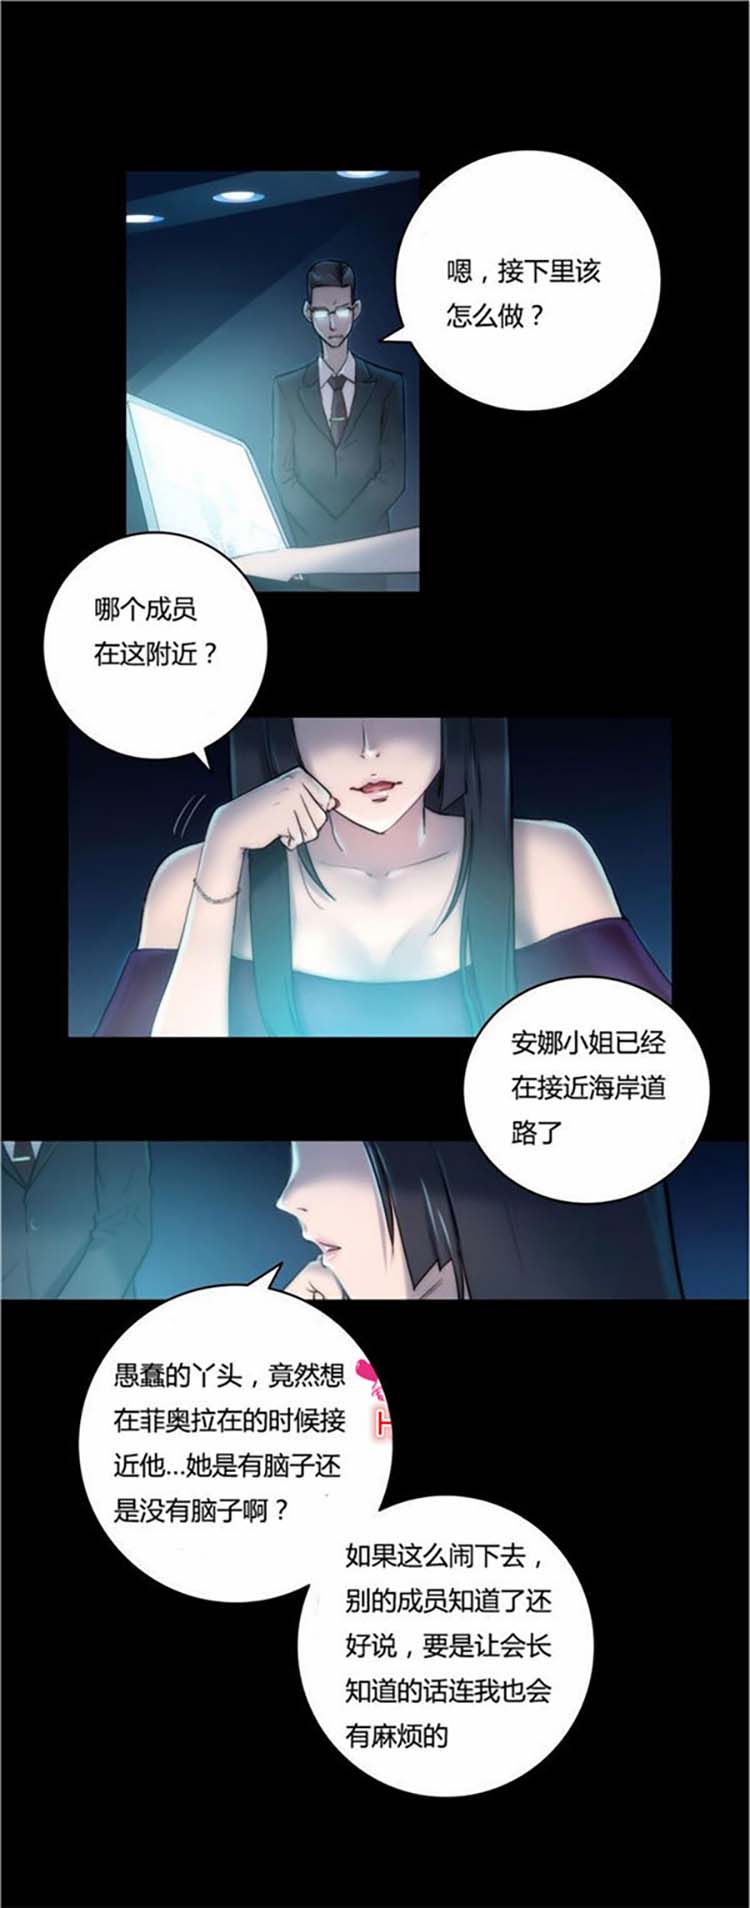 嗯，接下里该
怎么做？
哪个成员
在这附近？
安娜小姐已经
在接近海岸道
路了
愚蠢的丫头，竟然想
在菲奥拉在的时候接
近他...她是有脑子还
是没有脑子啊？
H
如果这么闹下去，
别的成员知道了还
好说，要是让会长
知道的话连我也会
有麻烦的